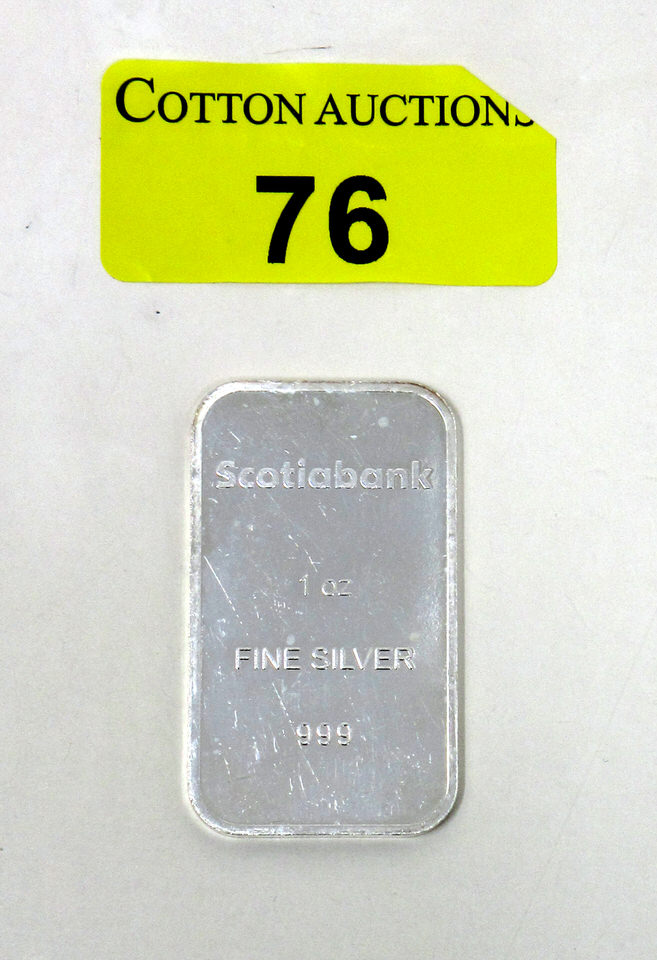 COTTON AUCTIONS
76
Scotiabank
1 oz
FINE SILVER
999